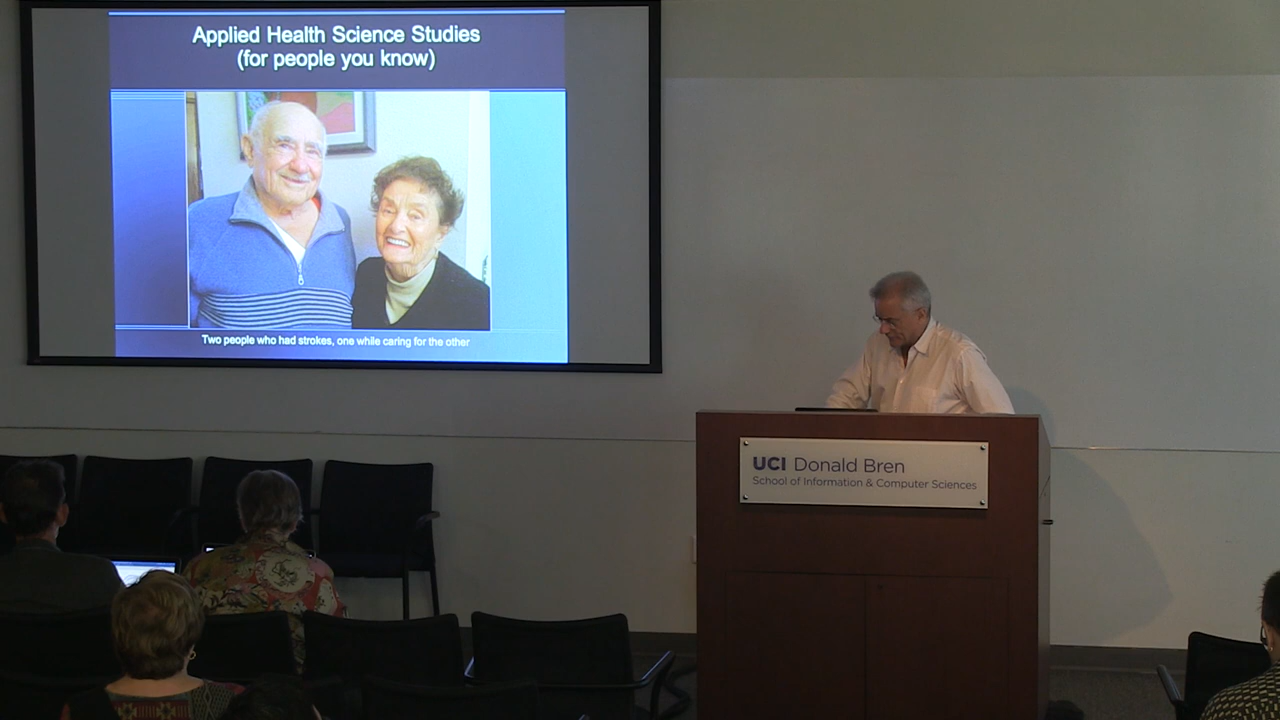 Applied Health Science Studies
(for people you know)
Two people who had strokes, one while caring for the other
UCI Donald Bren
School of Information & Computer Sciences